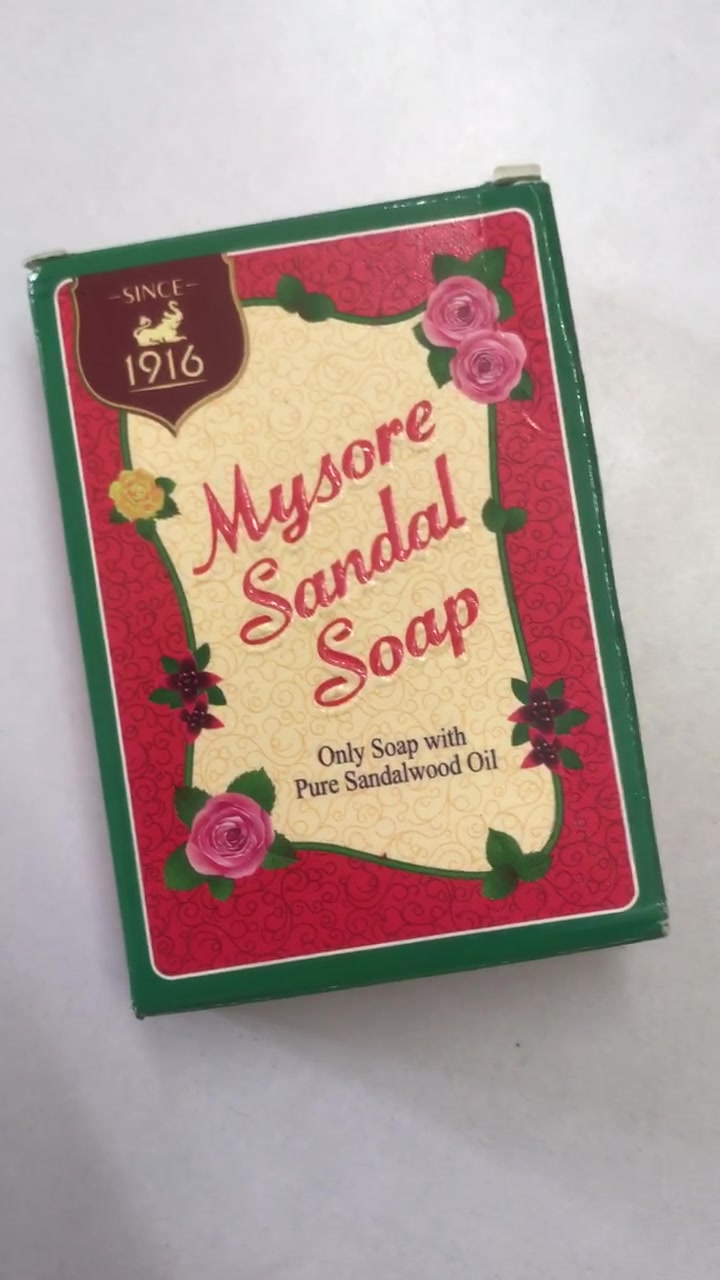 -SINCE-
1916
Mysore
Sandal
Soap
Only Soap with
Pure Sandalwood Oil